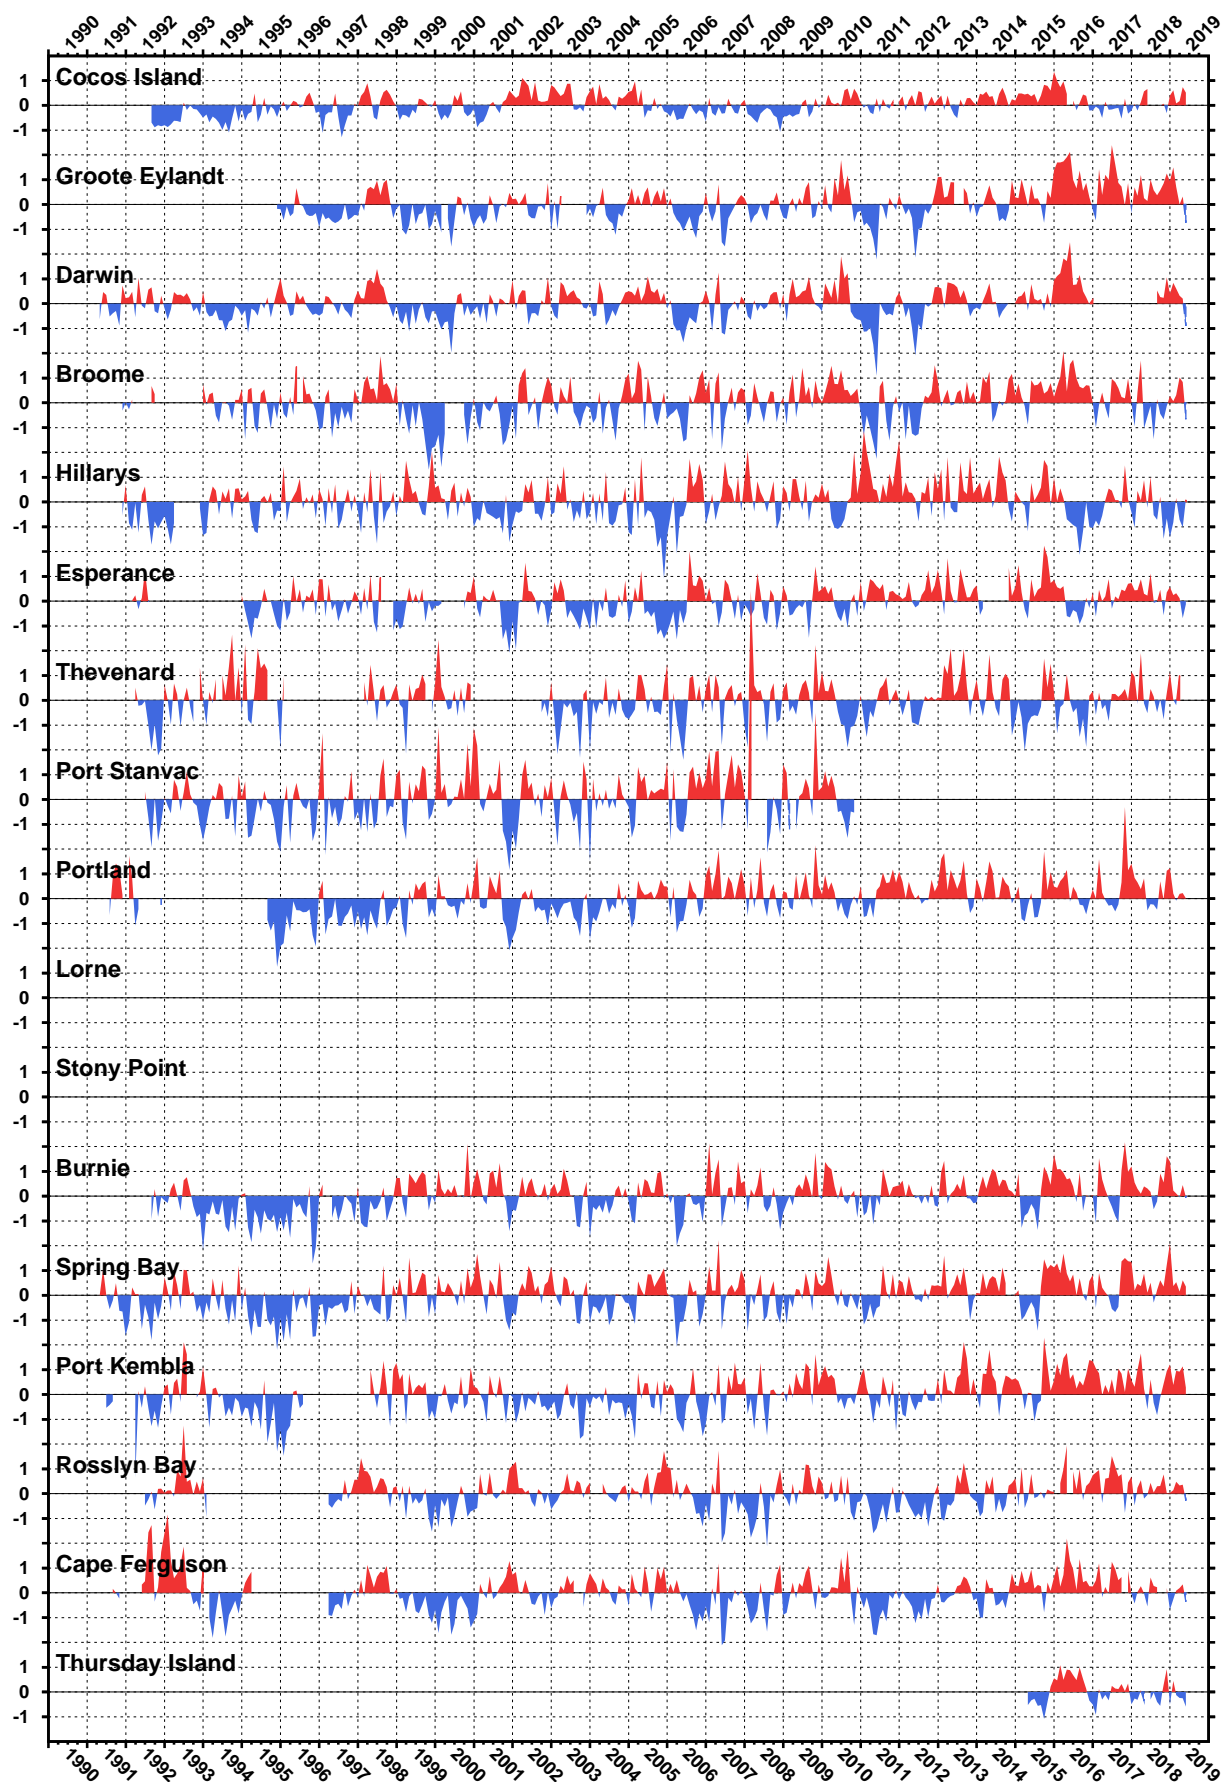 1990 1991 1992 1993 1994 1995 1996 1997 1998 1999 2000 2001 2002 2003 2004 2005 2006 2007 2008 2009 2010 2011 2012 2013 2014 2015 2016 2017 2018 2019
Cocos Island
1
0
-1
Groote Eylandt
1
0
-1
Darwin
1
0
-1
Broome
1
0
-1
Hillarys
1
0
-1
Esperance
1
0
-1
Thevenard
1
0
-1
Port Stanvac
1
0
-1
Portland
1
0
-1
Lorne
1
0
-1
Stony Point
1
0
-1
Burnie
1
0
-1
Spring Bay
1
0
-1
Port Kembla
1
0
-1
Rosslyn Bay
1
0
-1
Cape Ferguson
1
0
-1
Thursday Island
1
0
-1
1990 1991 1992 1993 1994 1995 1996 1997 1998 1999 2000 2001 2002 2003 2004 2005 2006 2007 2008 2009 2010 2011 2012 2013 2014 2015 2016 2017 2018 2019